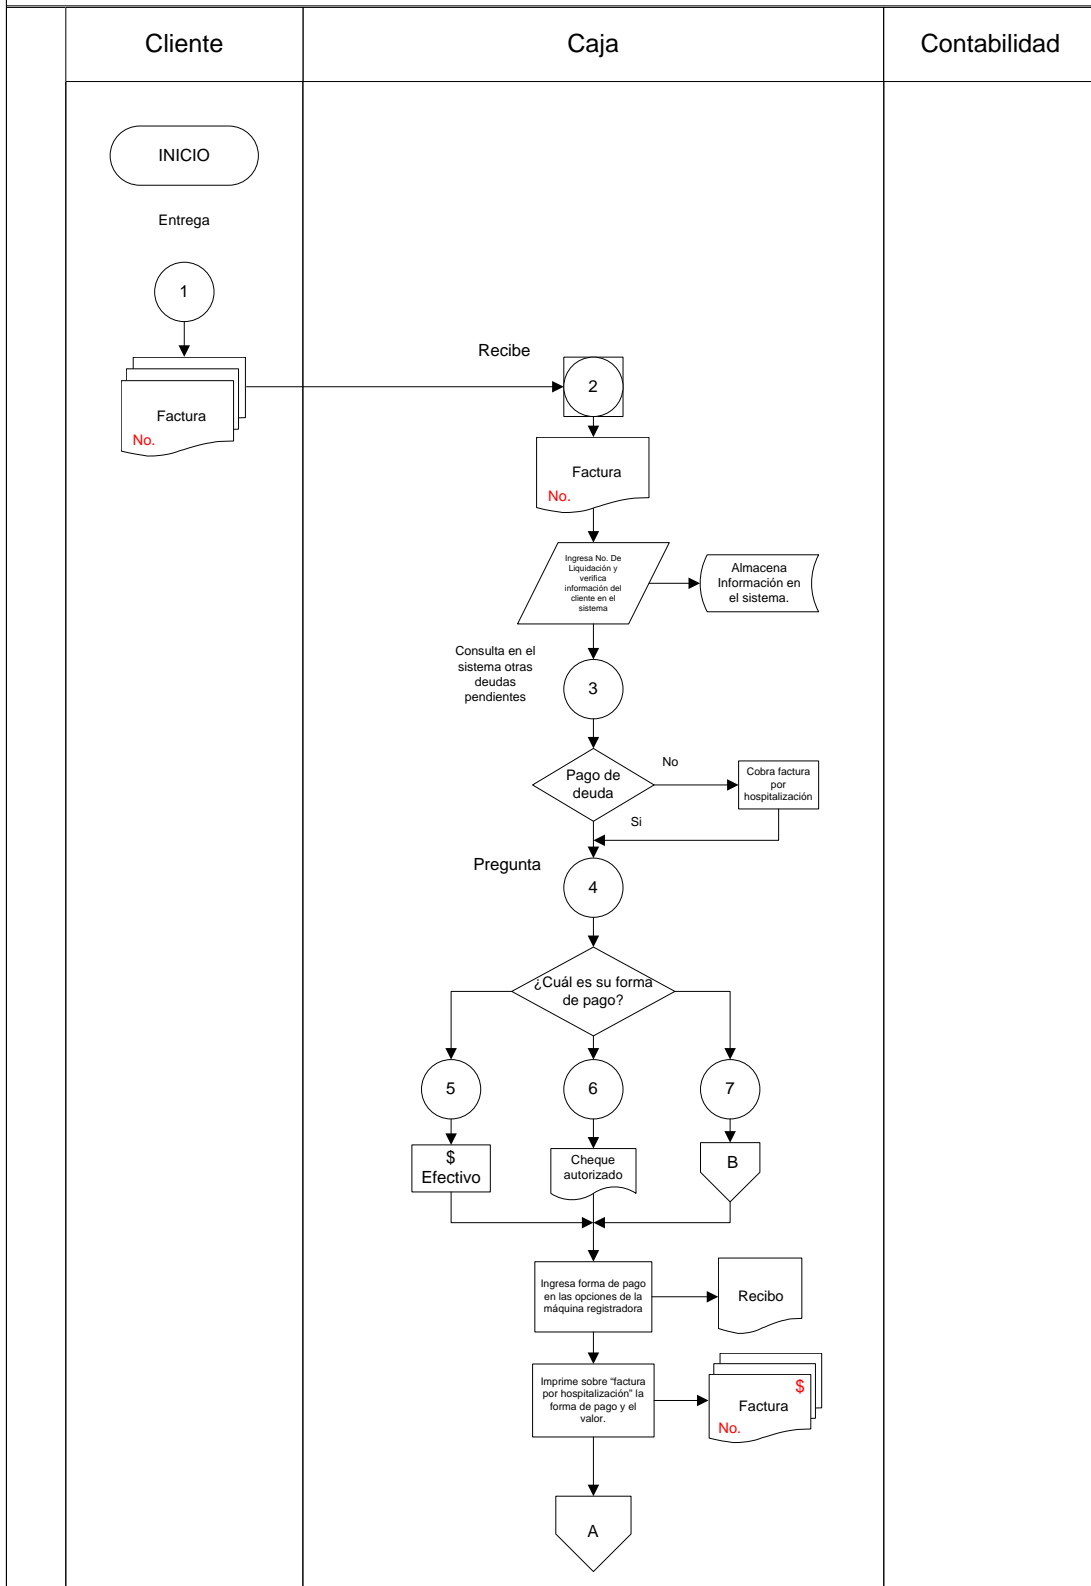 Cliente
Caja
Contabilidad
INICIO
Entrega
1
Factura
No.
Recibe
2
Factura
No.
Ingresa No. De
Liquidación y
verifica
información del
cliente en el
sistema
Almacena
Información en
el sistema.
Consulta en el
sistema otras
deudas
pendientes
3
Pago de
deuda
No
Cobra factura
por
hospitalización
Si
Pregunta
4
¿Cuál es su forma
de pago?
5
6
7
$
Efectivo
Cheque
autorizado
B
Ingresa forma de pago
en las opciones de la
máquina registradora
Recibo
Imprime sobre “factura
por hospitalización” la
forma de pago y el
valor.
$
Factura
No.
A